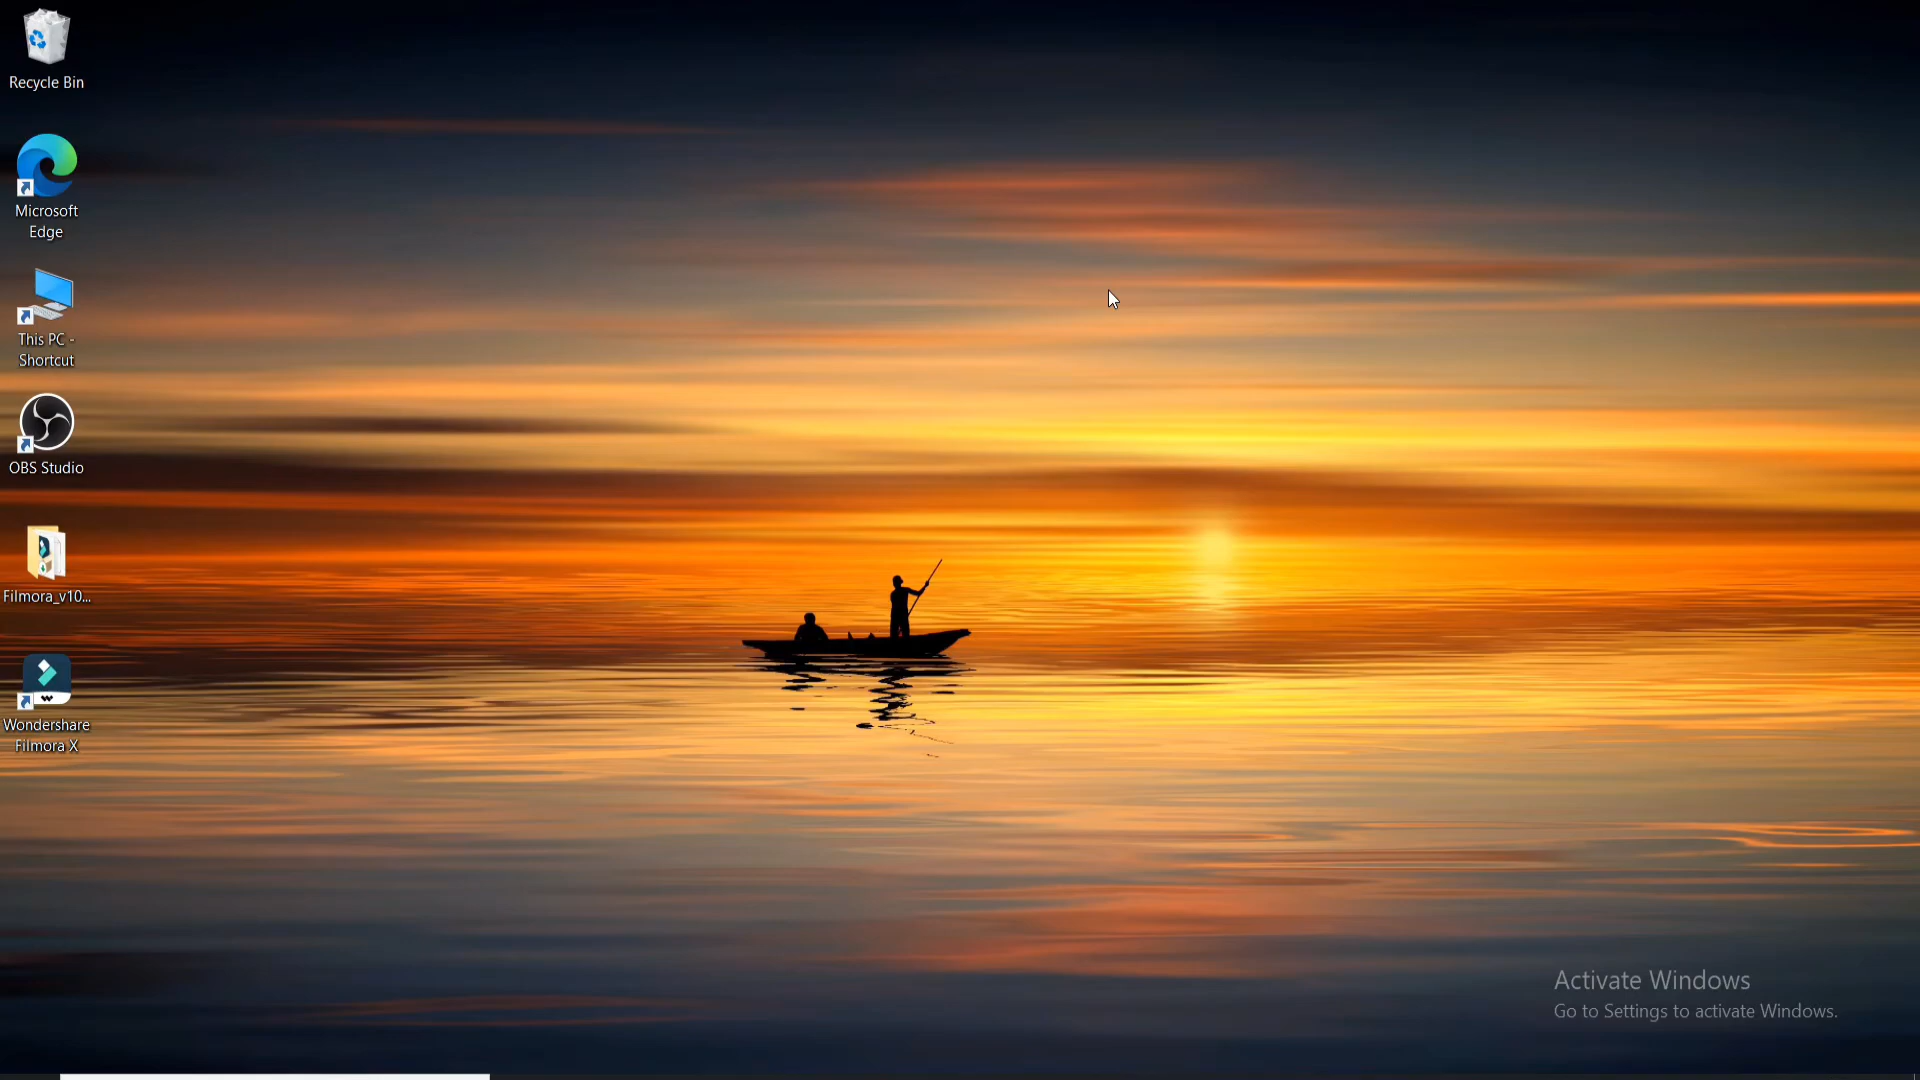 Recycle Bin
Microsoft
Edge
This PC -
Shortcut
OBS Studio
Filmora_v10...
Wondershare
Filmora X
Activate Windows
Go to Settings to activate Windows.